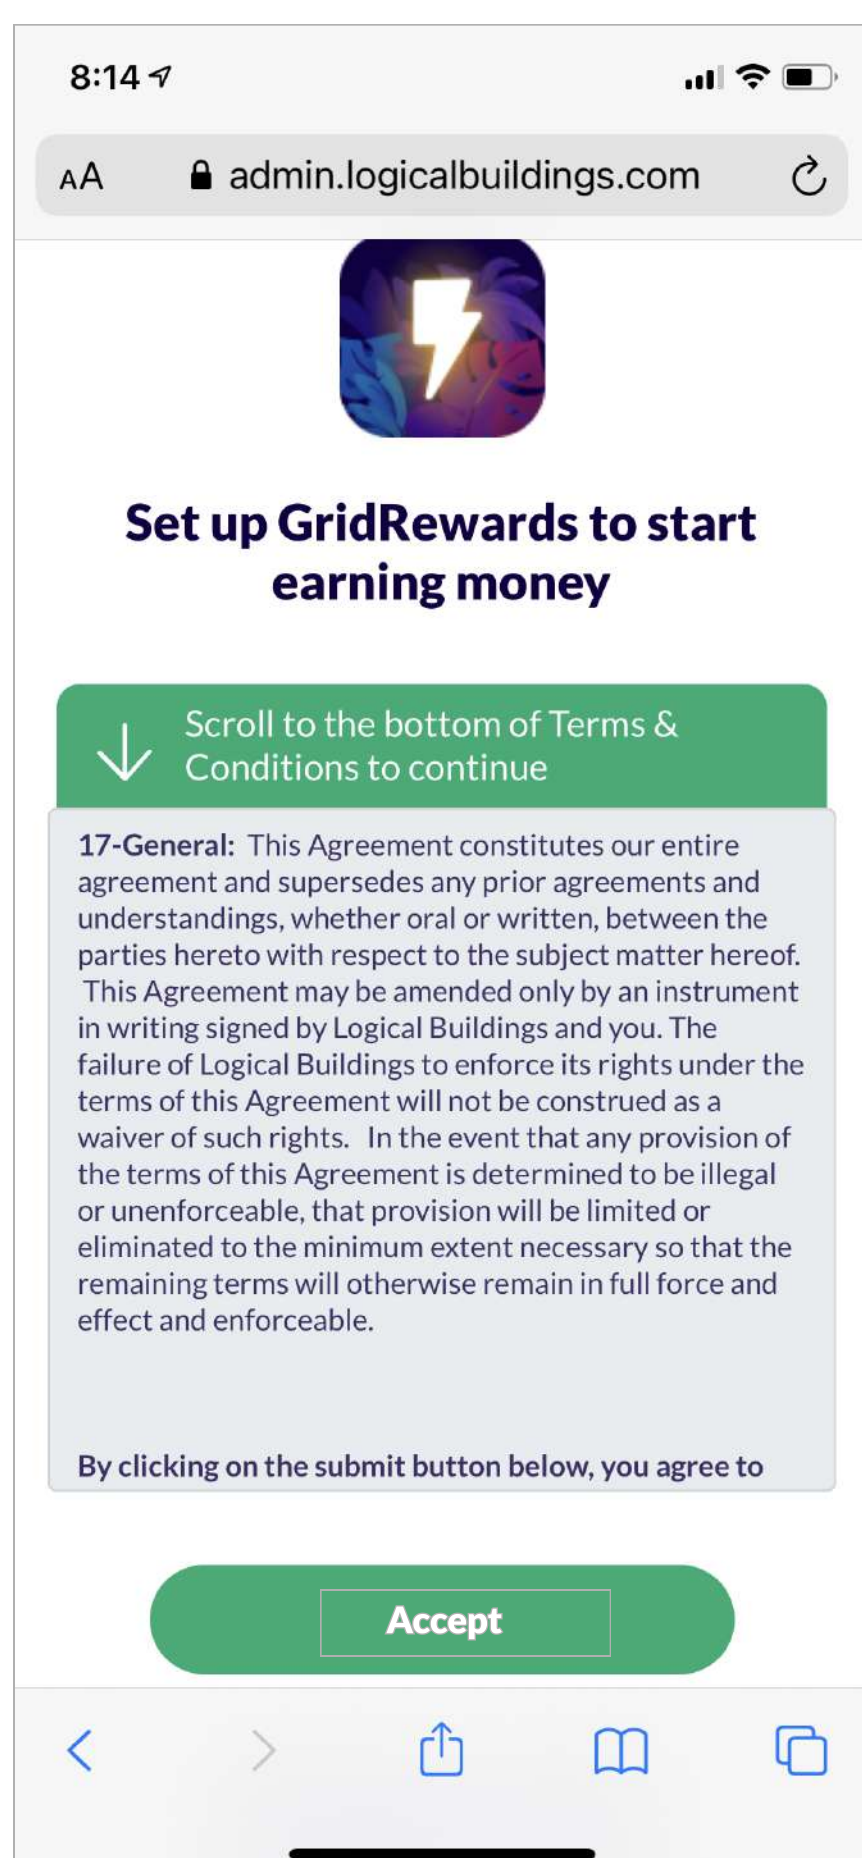 8:14
AA admin.logicalbuildings.com
Set up GridRewards to start
earning money
Scroll to the bottom of Terms &
Conditions to continue
17-General: This Agreement constitutes our entire
agreement and supersedes any prior agreements and
understandings, whether oral or written, between the
parties hereto with respect to the subject matter hereof.
This Agreement may be amended only by an instrument
in writing signed by Logical Buildings and you. The
failure of Logical Buildings to enforce its rights under the
terms of this Agreement will not be construed as a
waiver of such rights. In the event that any provision of
the terms of this Agreement is determined to be illegal
or unenforceable, that provision will be limited or
eliminated to the minimum extent necessary so that the
remaining terms will otherwise remain in full force and
effect and enforceable.
By clicking on the submit button below, you agree to
Accept